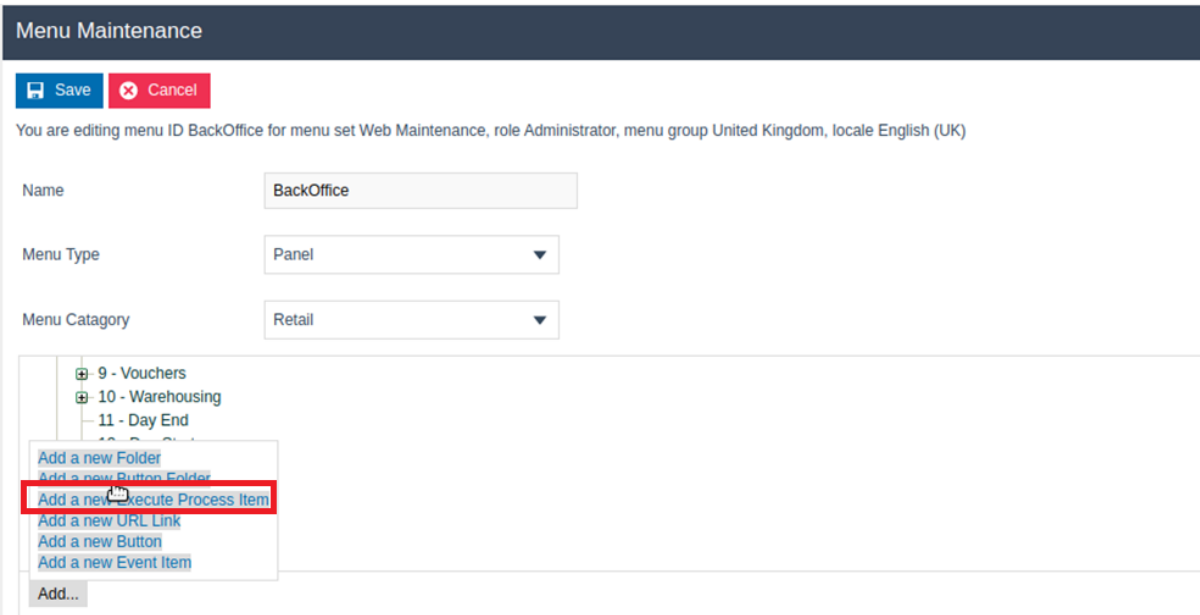 Menu Maintenance
Save Cancel
You are editing menu ID BackOffice for menu set Web Maintenance, role Administrator, menu group United Kingdom, locale English (UK)
Name BackOffice
Menu Type Panel
Menu Catagory Retail
9 - Vouchers
10 - Warehousing
11 - Day End
Add a new Folder
Add a new Button Folder
Add a new Execute Process Item
Add a new URL Link
Add a new Button
Add a new Event Item
Add...